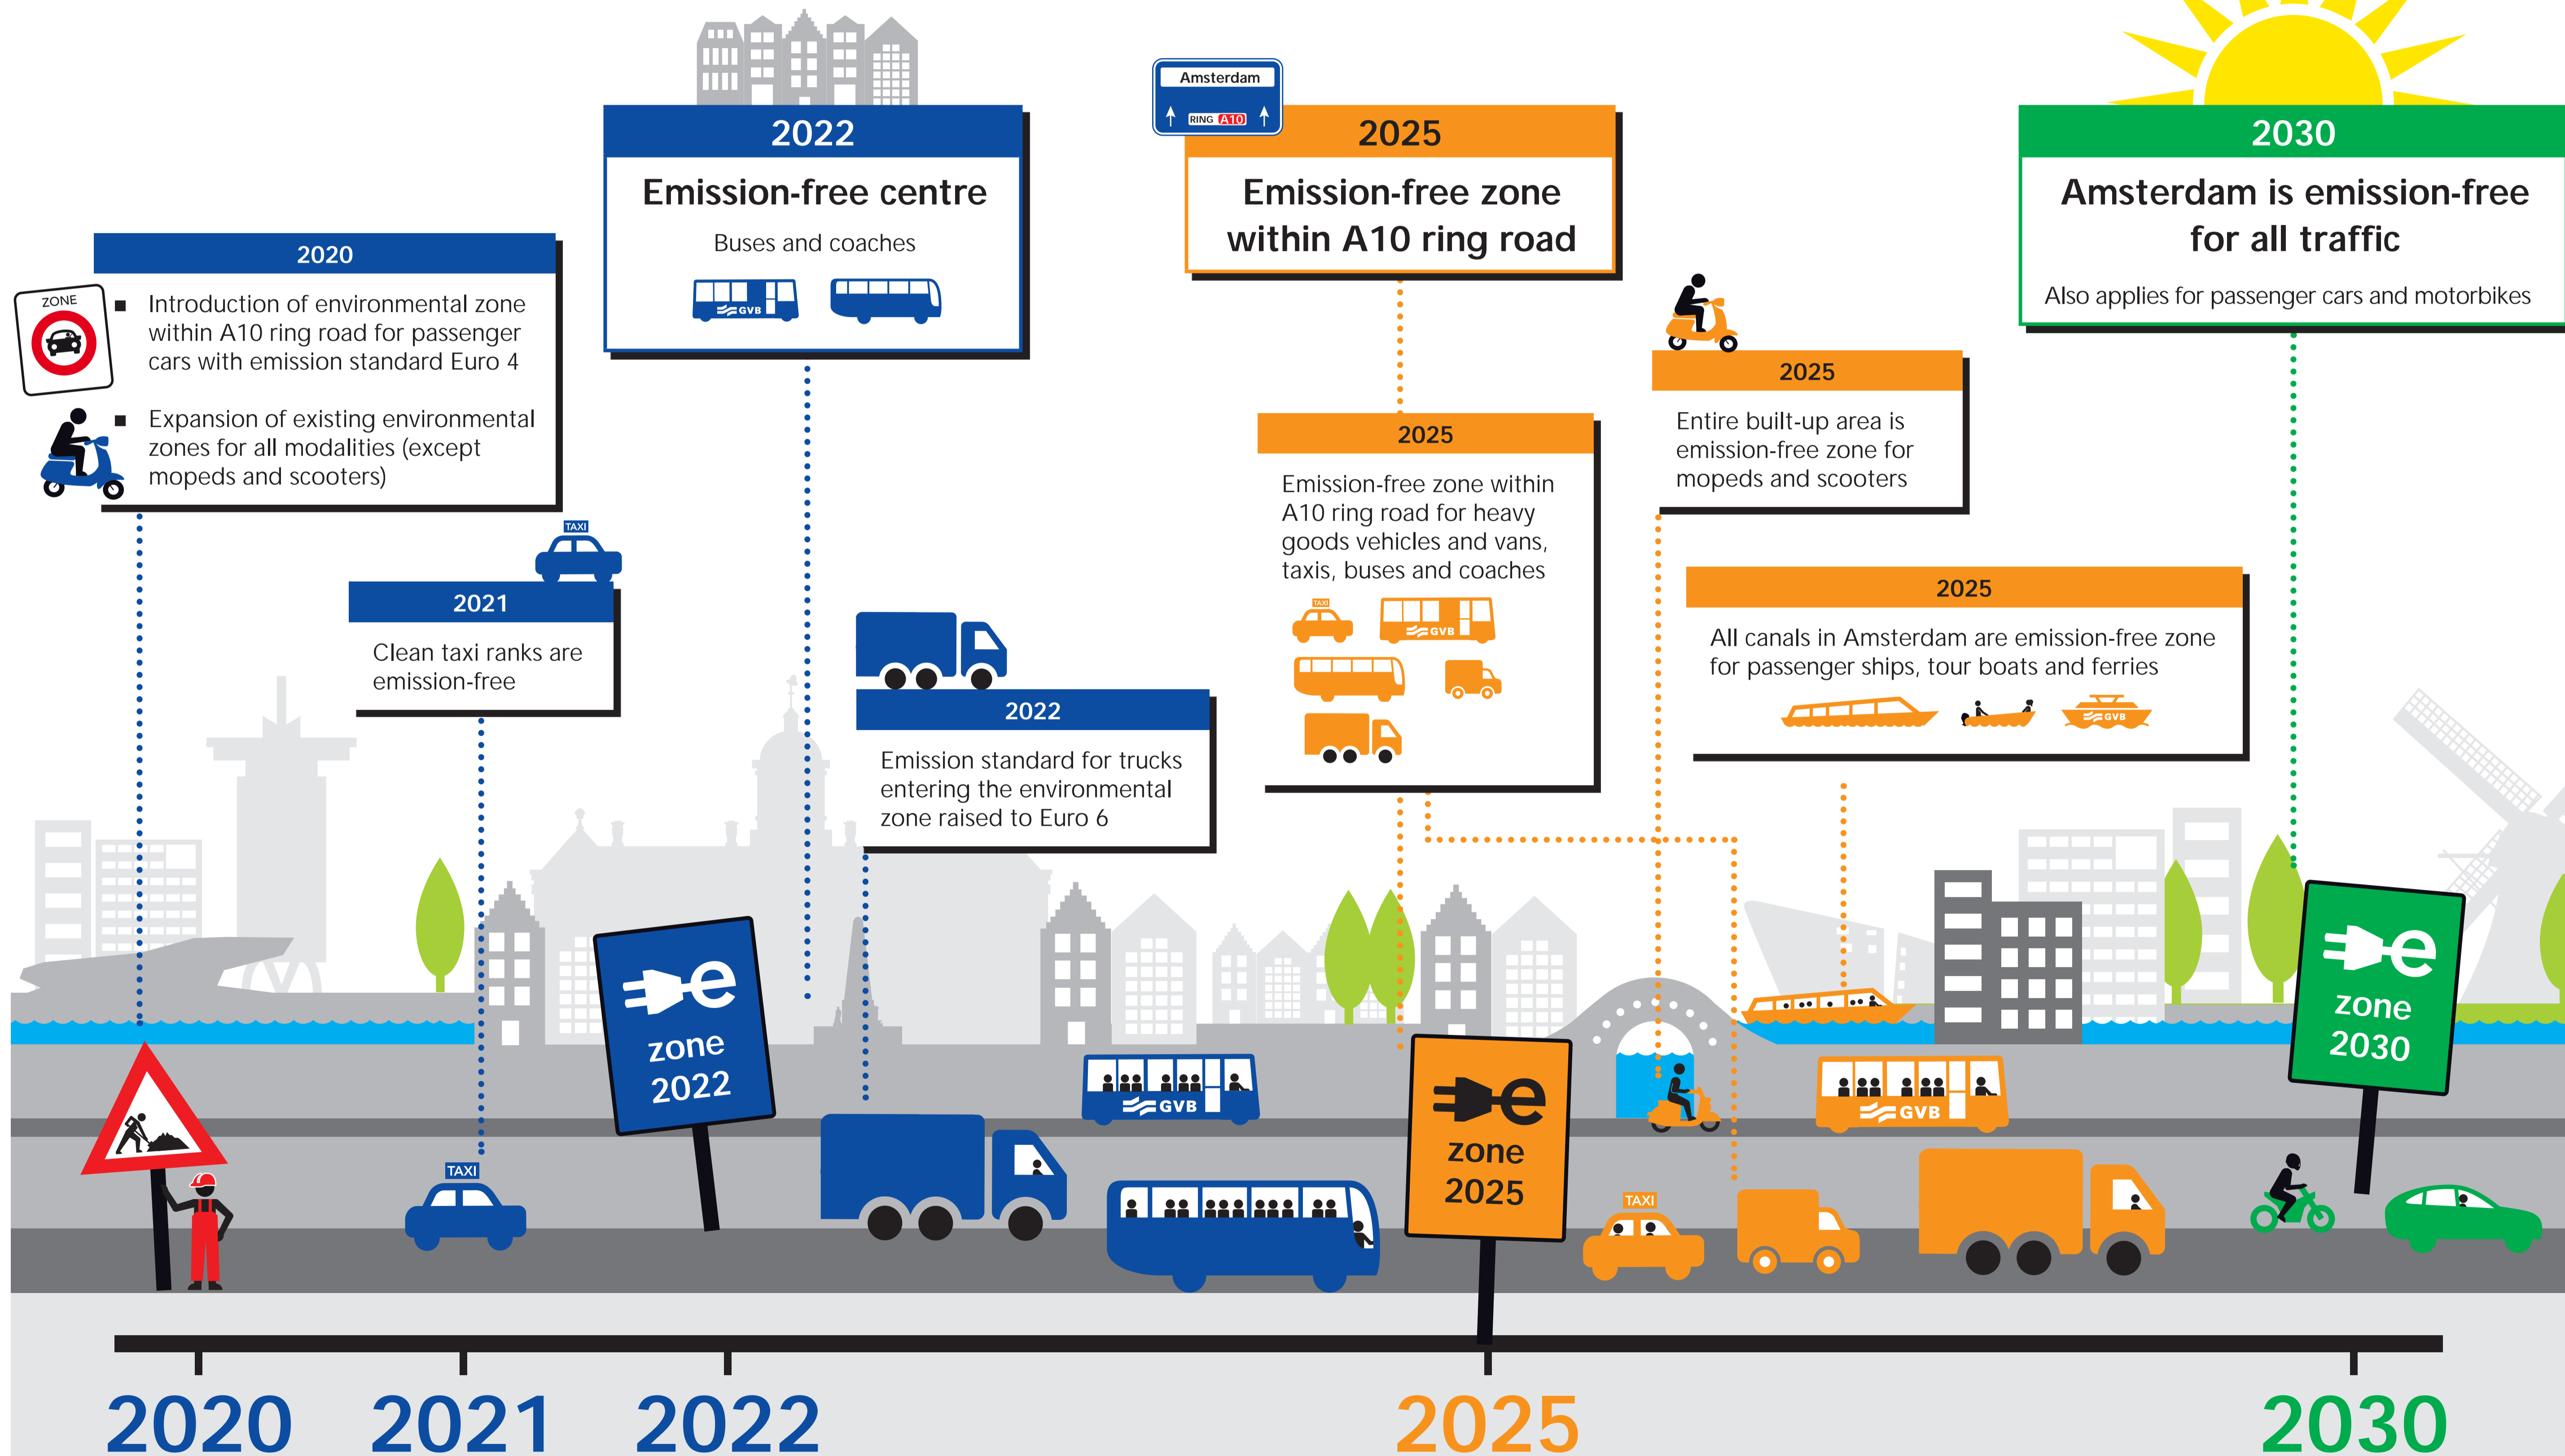 2020
ZONE
Introduction of environmental zone
within A10 ring road for passenger
cars with emission standard Euro 4
Expansion of existing environmental
zones for all modalities (except
mopeds and scooters)
TAXI
2021
Clean taxi ranks are
emission-free
2022
Emission-free centre
Buses and coaches
GVB
2022
Emission standard for trucks
entering the environmental
zone raised to Euro 6
Amsterdam
RING A10
2025
Emission-free zone
within A10 ring road
2025
Emission-free zone within
A10 ring road for heavy
goods vehicles and vans,
taxis, buses and coaches
TAXI
GVB
2025
Entire built-up area is
emission-free zone for
mopeds and scooters
2025
All canals in Amsterdam are emission-free zone
for passenger ships, tour boats and ferries
GVB
2030
Amsterdam is emission-free
for all traffic
Also applies for passenger cars and motorbikes
TAXI
e
zone
2022
GVB
e
zone
2025
TAXI
GVB
e
zone
2030
2020
2021
2022
2025
2030